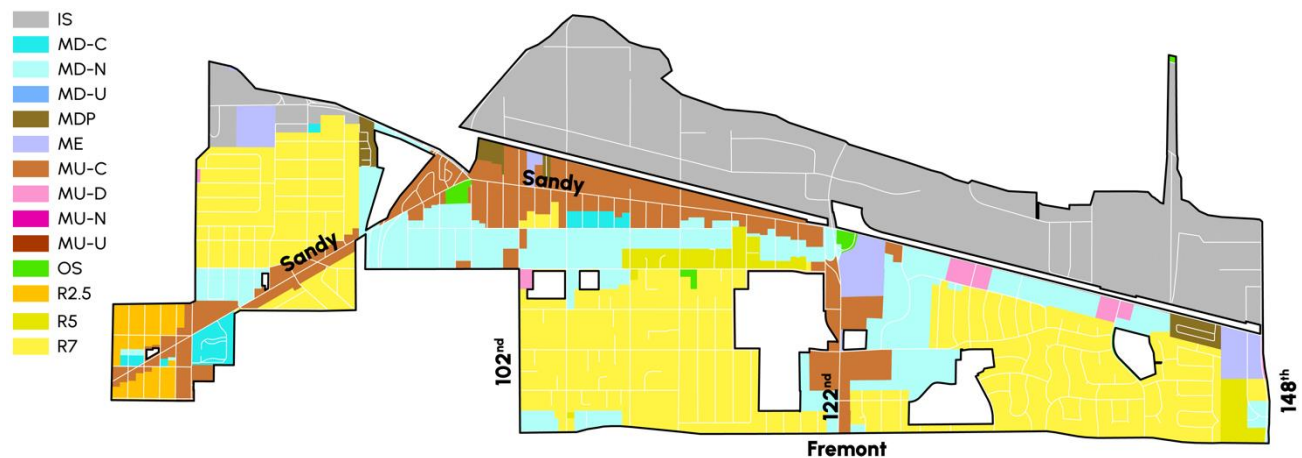 IS
MD-C
MD-N
MD-U
MDP
ME
MU-C
MU-D
MU-N
MU-U
OS
R2.5
R5
R7
Sandy
Sandy
102nd
122nd
148th
Fremont